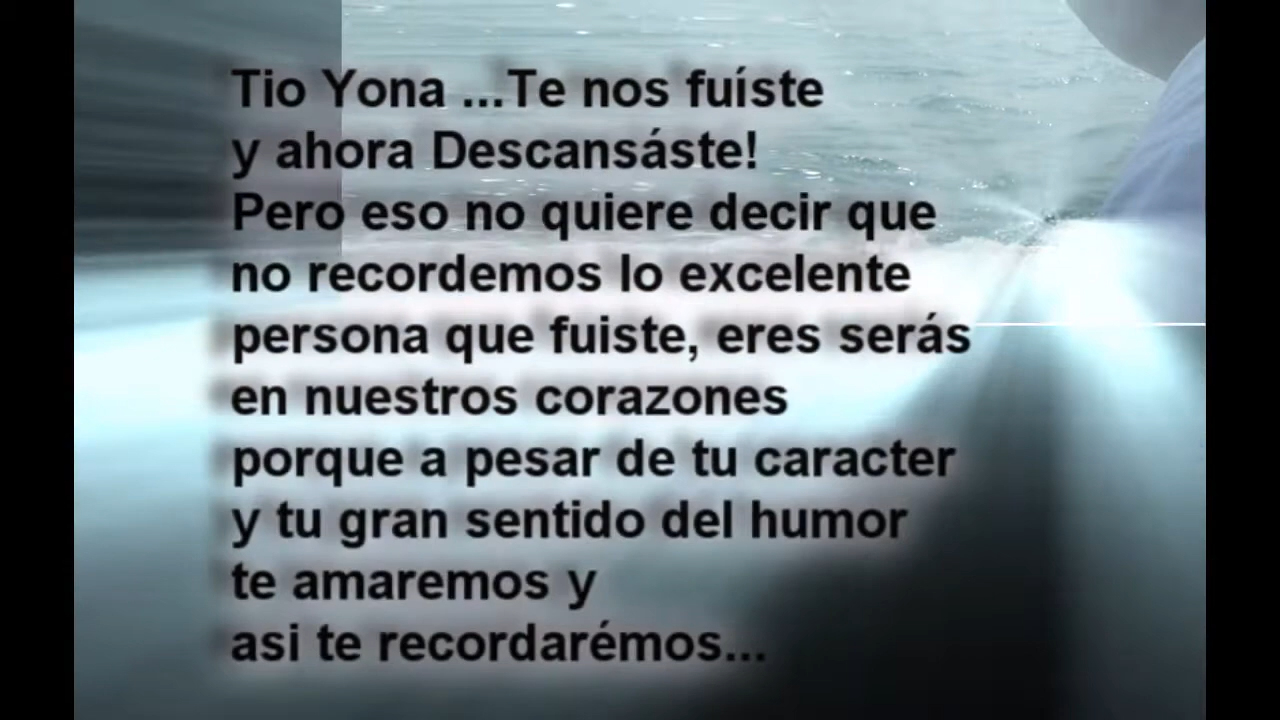 Tio Yona ...Te nos fuíste
y ahora Descansáste!
Pero eso no quiere decir que
no recordemos lo excelente
persona que fuiste, eres serás
en nuestros corazones
porque a pesar de tu caracter
y tu gran sentido del humor
te amaremos y
asi te recordarémos...